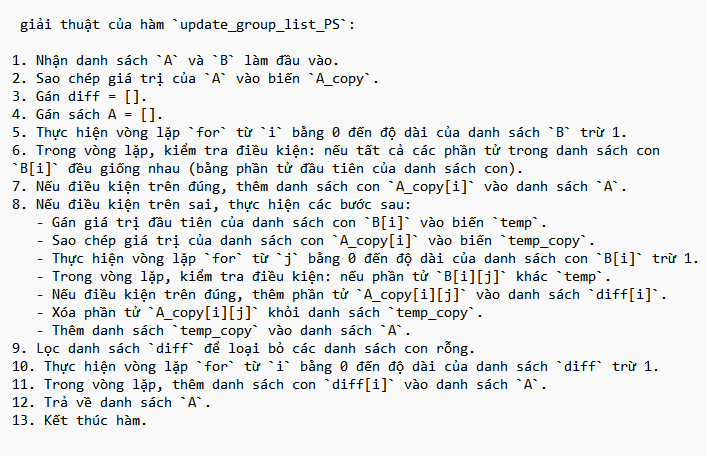 giải thuật của hàm `update_group_list_PS`:
1. Nhận danh sách `A` và `B` làm đầu vào.
2. Sao chép giá trị của `A` vào biến `A_copy`.
3. Gán diff = [].
4. Gán sách A = [].
5. Thực hiện vòng lặp `for` từ `i` bằng 0 đến độ dài của danh sách `B` trừ 1.
6. Trong vòng lặp, kiểm tra điều kiện: nếu tất cả các phần tử trong danh sách con
`B[i]` đều giống nhau (bằng phần tử đầu tiên của danh sách con).
7. Nếu điều kiện trên đúng, thêm danh sách con `A_copy[i]` vào danh sách `A`.
8. Nếu điều kiện trên sai, thực hiện các bước sau:
- Gán giá trị đầu tiên của danh sách con `B[i]` vào biến `temp`.
- Sao chép giá trị của danh sách con `A_copy[i]` vào biến `temp_copy`.
- Thực hiện vòng lặp `for` từ `j` bằng 0 đến độ dài của danh sách con `B[i]` trừ 1.
- Trong vòng lặp, kiểm tra điều kiện: nếu phần tử `B[i][j]` khác `temp`.
- Nếu điều kiện trên đúng, thêm phần tử `A_copy[i][j]` vào danh sách `diff[i]`.
- Xóa phần tử `A_copy[i][j]` khỏi danh sách `temp_copy`.
- Thêm danh sách `temp_copy` vào danh sách `A`.
9. Lọc danh sách `diff` để loại bỏ các danh sách con rỗng.
10. Thực hiện vòng lặp `for` từ `i` bằng 0 đến độ dài của danh sách `diff` trừ 1.
11. Trong vòng lặp, thêm danh sách con `diff[i]` vào danh sách `A`.
12. Trả về danh sách `A`.
13. Kết thúc hàm.